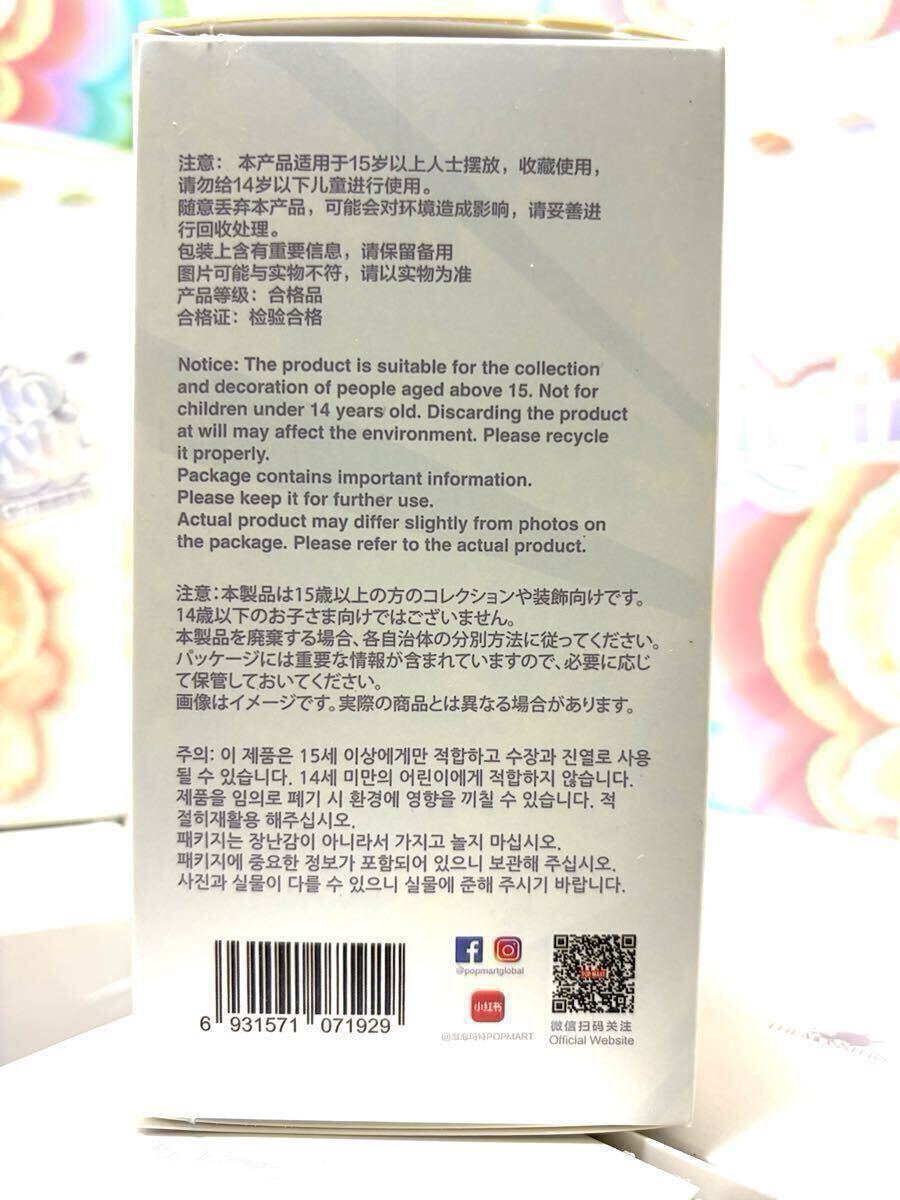 注意： 本产品适用于15岁以上人士摆放，收藏使用，
请勿给14岁以下儿童进行使用。
随意丢弃本产品，可能会对环境造成影响，请妥善进
行回收处理。
包装上含有重要信息，请保留备用
图片可能与实物不符，请以实物为准
产品等级：合格品
合格证：检验合格
Notice: The product is suitable for the collection
and decoration of people aged above 15. Not for
children under 14 years old. Discarding the product
at will may affect the environment. Please recycle
it properly.
Package contains important information.
Please keep it for further use.
Actual product may differ slightly from photos on
the package. Please refer to the actual product.
注意：本製品は15歳以上の方のコレクションや装飾向けです。
14歳以下のお子さま向けではございません。
本製品を廃棄する場合、各自治体の分別方法に従ってください。
パッケージには重要な情報が含まれていますので、必要に応じ
て保管しておいてください。
画像はイメージです。実際の商品とは異なる場合があります。
주의: 이 제품은 15세 이상에게만 적합하고 수장과 진열로 사용
될 수 있습니다. 14세 미만의 어린이에게 적합하지 않습니다.
제품을 임의로 폐기 시 환경에 영향을 끼칠 수 있습니다. 적
절히재활용 해주십시오.
패키지는 장난감이 아니라서 가지고 놀지 마십시오.
패키지에 중요한 정보가 포함되어 있으니 보관해 주십시오.
사진과 실물이 다를 수 있으니 실물에 준해 주시기 바랍니다.
6 931571 071929
@popmartglobal
小红书
@泡泡玛特POPMART
POP MART
微信扫码关注
Official Website
THE MONSTERS